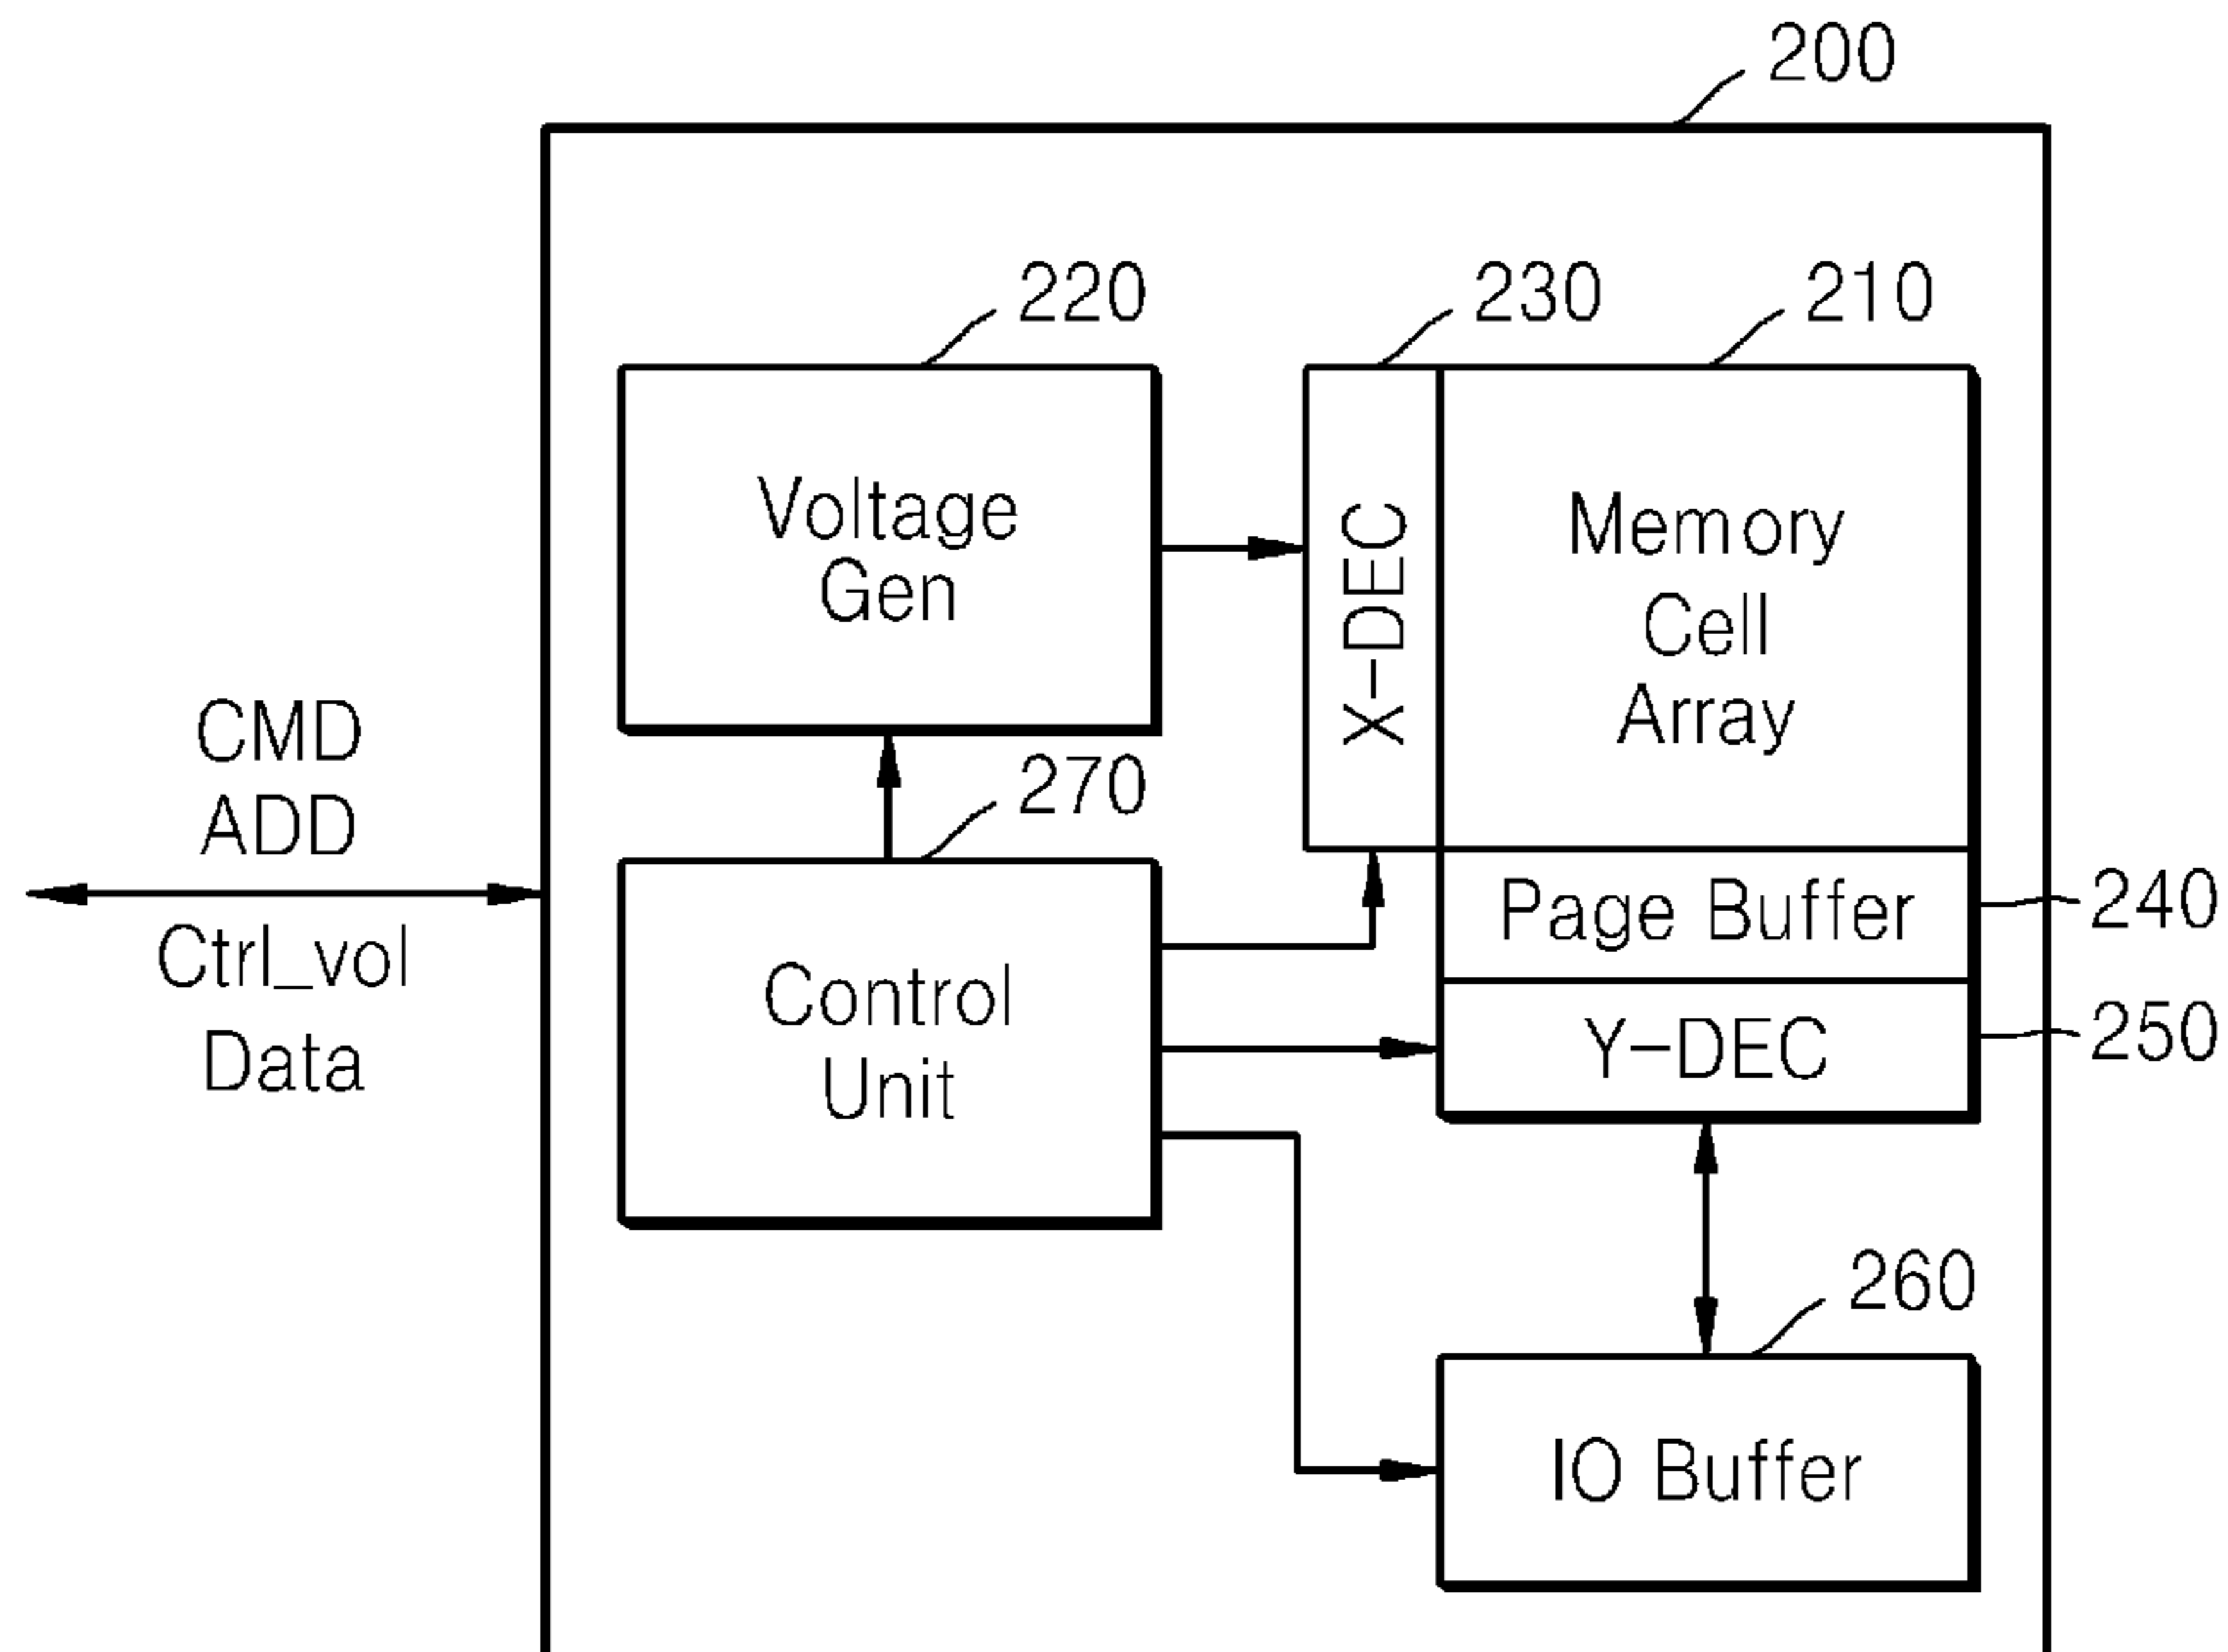 200
220
230
210
Voltage
Gen
X-DEC
Memory
Cell
Array
CMD
ADD
Ctrl_vol
Data
270
Control
Unit
Page Buffer
240
Y-DEC
250
260
IO Buffer